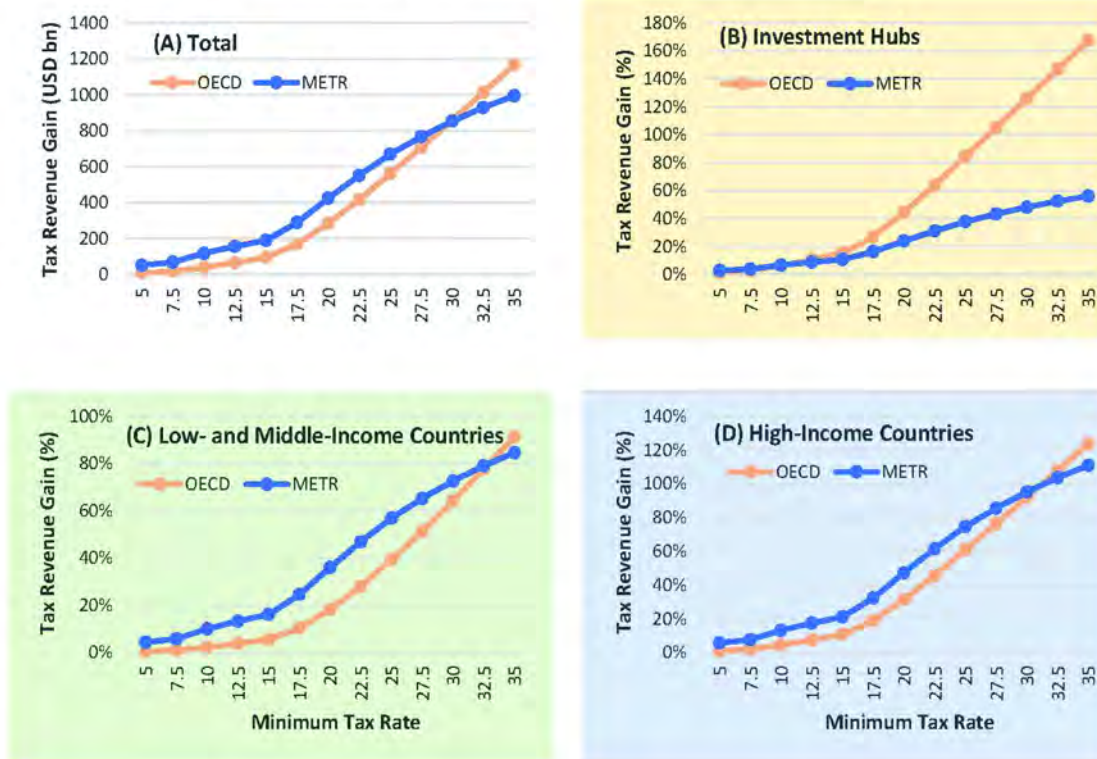 (A) Total
OECD METR
Tax Revenue Gain (USD bn)
1400
1200
1000
800
600
400
200
0
5 7.5 10 12.5 15 17.5 20 22.5 25 27.5 30 32.5 35
(B) Investment Hubs
OECD METR
Tax Revenue Gain (%)
180%
160%
140%
120%
100%
80%
60%
40%
20%
0%
5 7.5 10 12.5 15 17.5 20 22.5 25 27.5 30 32.5 35
(C) Low- and Middle-Income Countries
OECD METR
Tax Revenue Gain (%)
100%
80%
60%
40%
20%
0%
5 7.5 10 12.5 15 17.5 20 22.5 25 27.5 30 32.5 35
Minimum Tax Rate
(D) High-Income Countries
OECD METR
Tax Revenue Gain (%)
140%
120%
100%
80%
60%
40%
20%
0%
5 7.5 10 12.5 15 17.5 20 22.5 25 27.5 30 32.5 35
Minimum Tax Rate